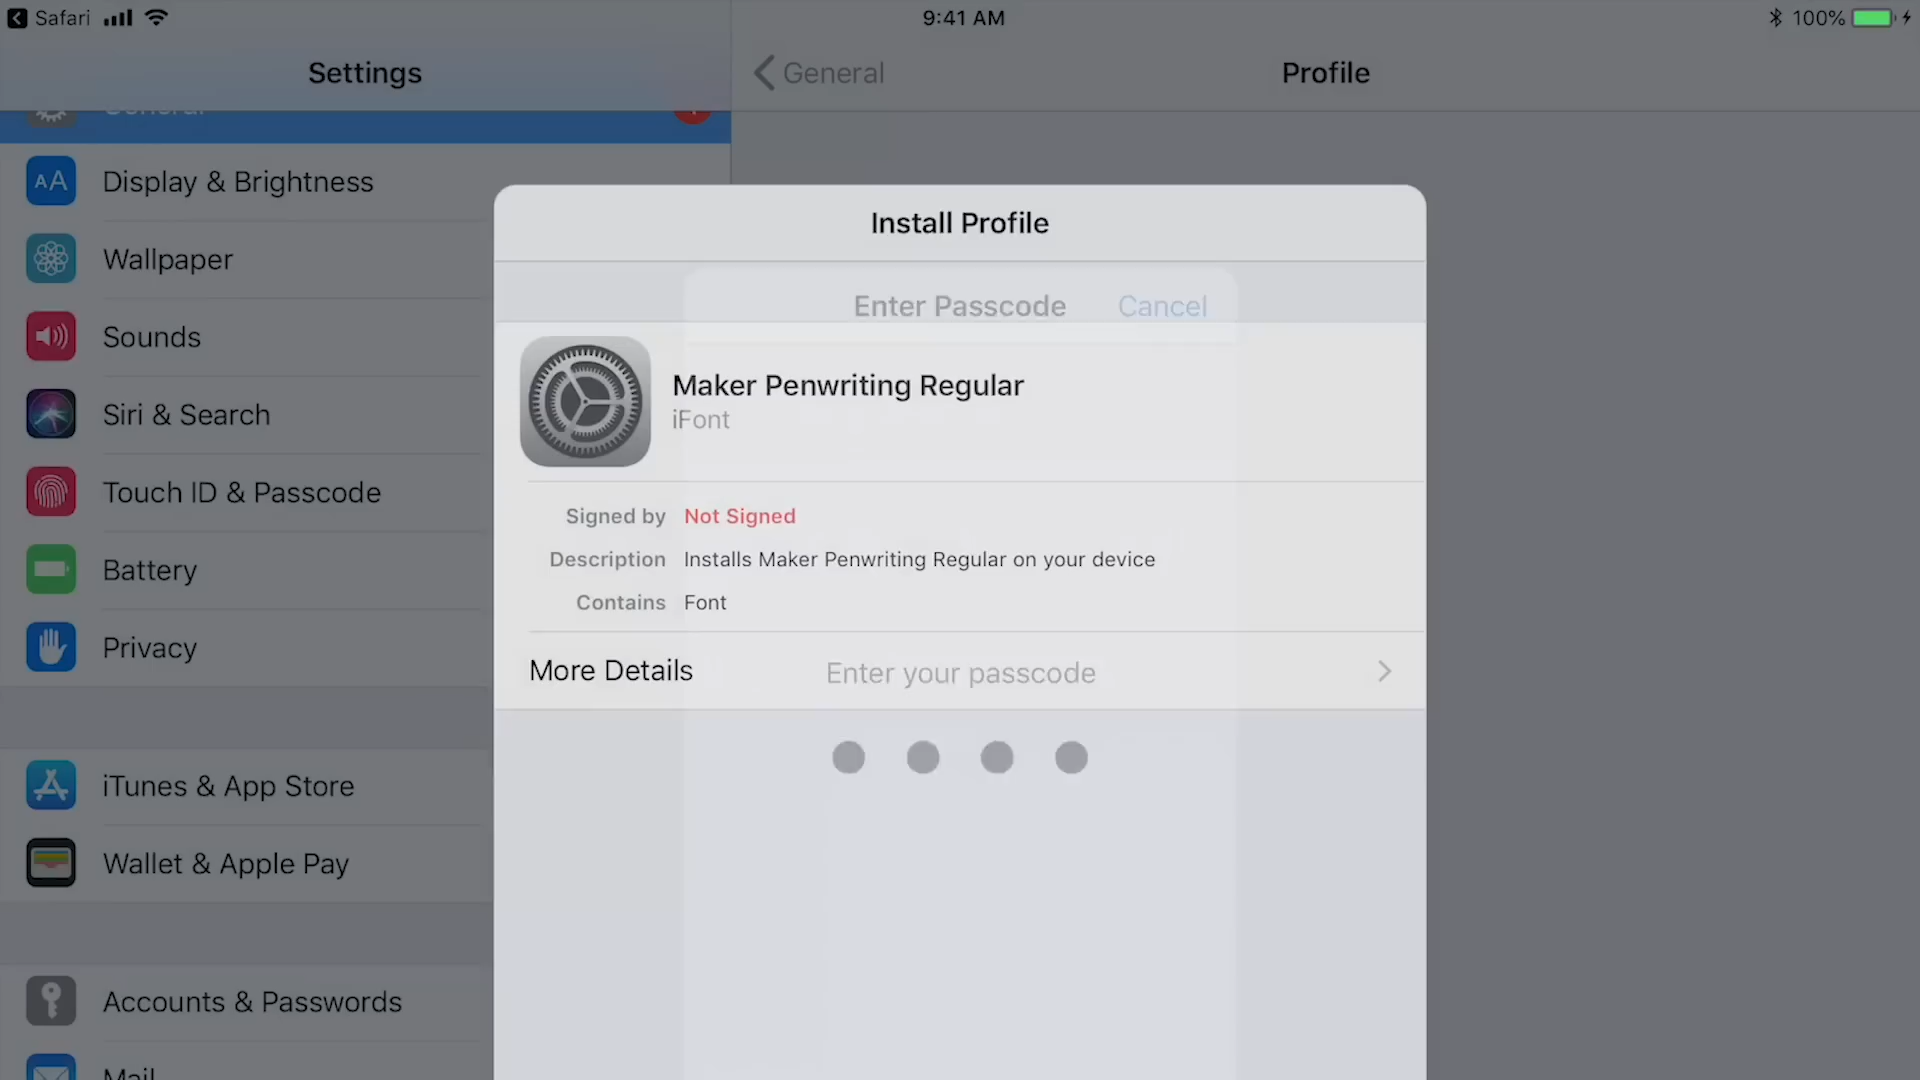 Safari
9:41 AM
100%
Settings
General
Profile
General
Display & Brightness
Wallpaper
Sounds
Siri & Search
Touch ID & Passcode
Battery
Privacy
iTunes & App Store
Wallet & Apple Pay
Accounts & Passwords
Mail
Install Profile
Enter Passcode
Cancel
Maker Penwriting Regular
iFont
Signed by Not Signed
Description Installs Maker Penwriting Regular on your device
Contains Font
More Details
Enter your passcode